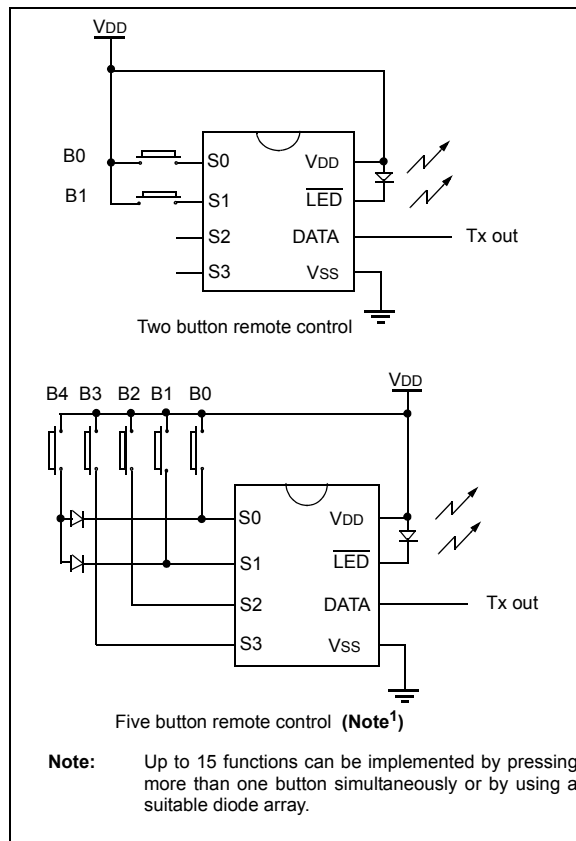 VDD
B0
B1
S0
S1
S2
S3
VDD
LED
DATA
VSS
Tx out
Two button remote control
B4 B3 B2 B1 B0
VDD
S0
S1
S2
S3
VDD
LED
DATA
VSS
Tx out
Five button remote control (Note1)
Note: Up to 15 functions can be implemented by pressing
more than one button simultaneously or by using a
suitable diode array.